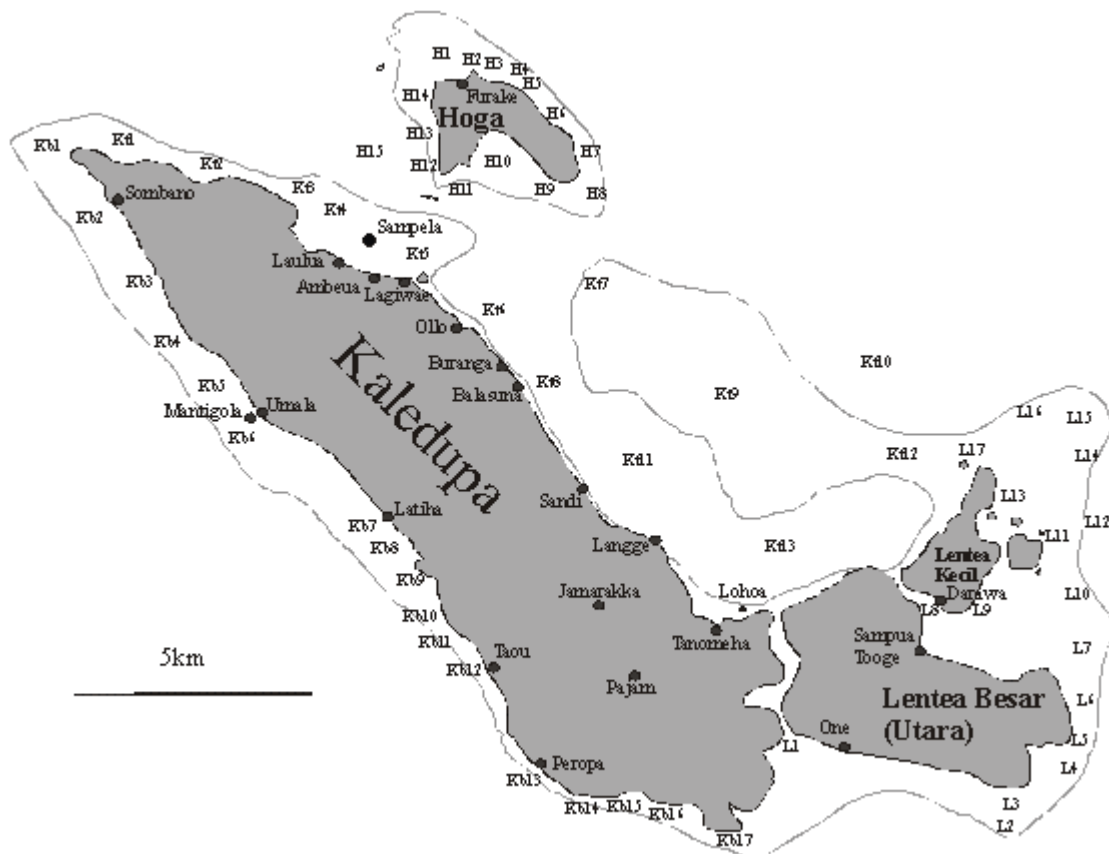 H1
H2
H3
H4
H5
H14
Furake
Hoga
H6
H13
H7
H15
H12
H10
H11
H9
H8
Kb1
Kt1
Kt2
Kt3
Kt4
Sombano
Kb2
Sampela
Kt5
Laulua
Ambeua
Lagiwae
Kb3
Kt7
Kt6
Ollo
Kb4
Buranga
Kt10
Kaledupa
Kb5
Balasuna
Kt8
Kt9
Mantigola
Umala
Kb6
L16
L15
Kt11
Kt12
L17
L14
Sandi
L13
Latiha
Kb7
L12
Kb8
Langge
Kt13
L11
Lentea
Kecil
Kb9
Jamarakka
Lohoa
Darawa
L10
Kb10
L8
L9
Kb11
Tanomeha
Sampua
Tooge
L7
5km
Kb12
Taou
Pajam
Lentea Besar
(Utara)
L6
One
L1
L5
Peropa
Kb13
L4
Kb14
Kb15
Kb16
L3
L2
Kb17